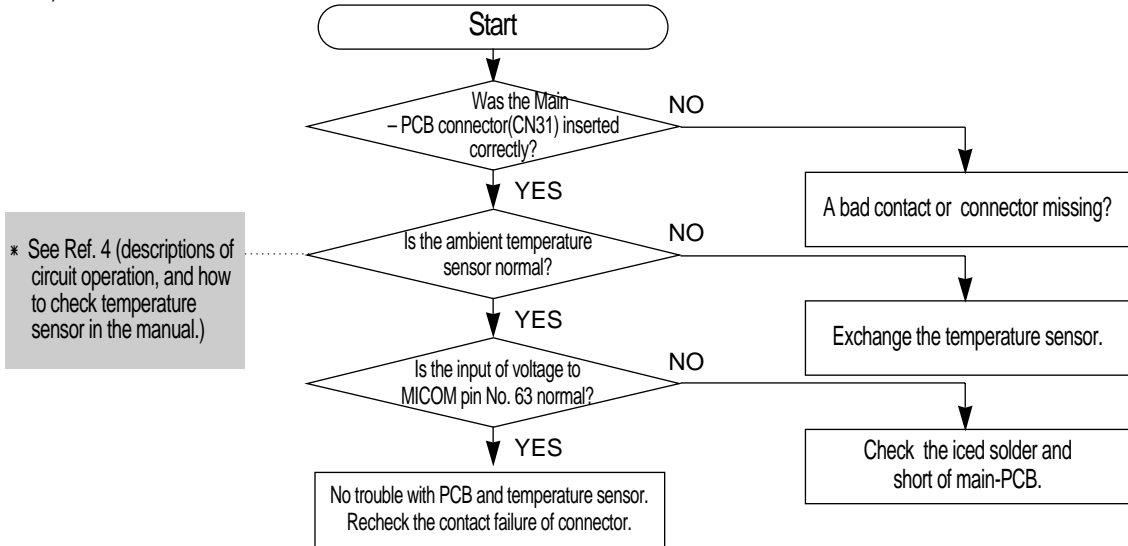 Start
Was the Main
– PCB connector(CN31) inserted
correctly?
NO
A bad contact or connector missing?
YES
* See Ref. 4 (descriptions of
circuit operation, and how
to check temperature
sensor in the manual.)
Is the ambient temperature
sensor normal?
NO
Exchange the temperature sensor.
YES
Is the input of voltage to
MICOM pin No. 63 normal?
NO
Check the iced solder and
short of main-PCB.
YES
No trouble with PCB and temperature sensor.
Recheck the contact failure of connector.